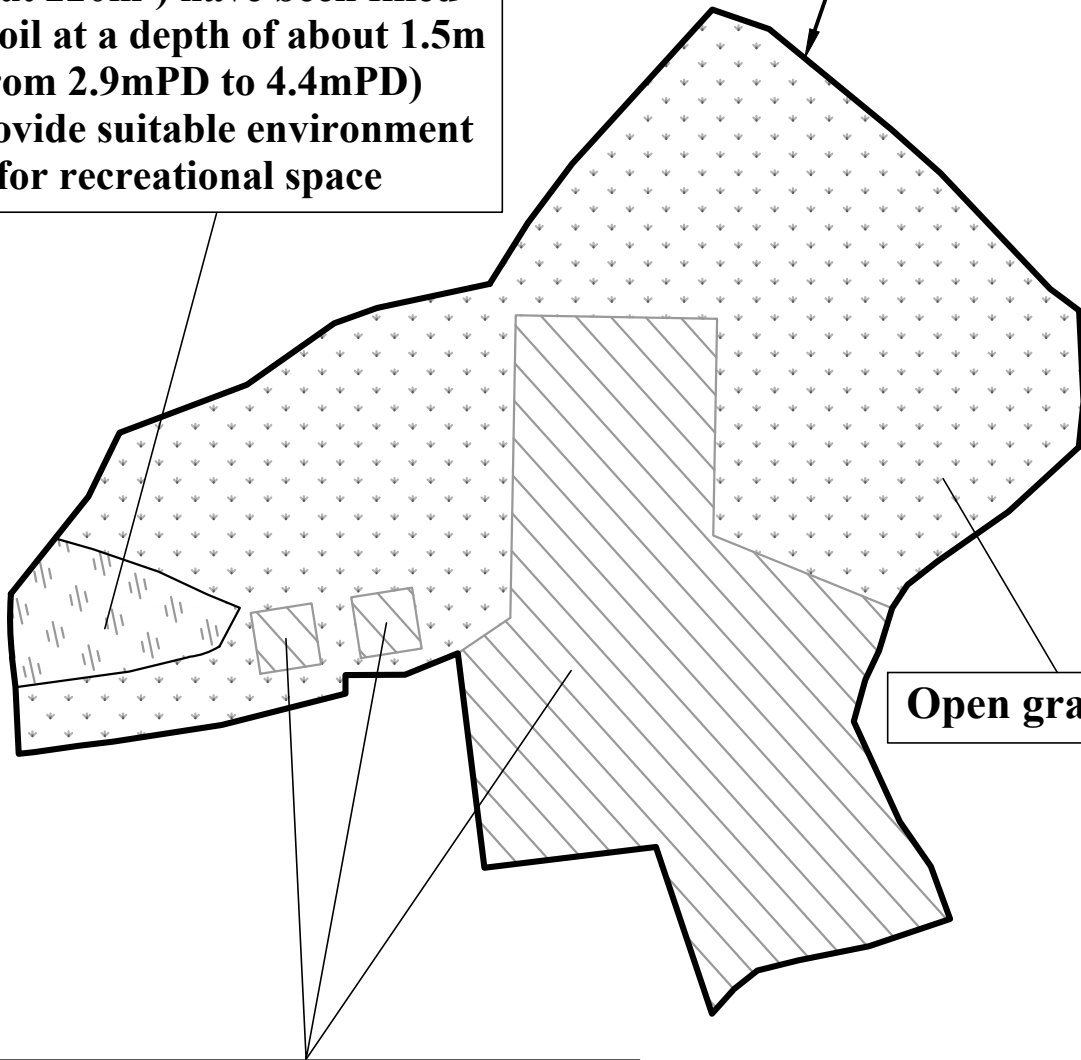 oil at a depth of about 1.5m
rom 2.9mPD to 4.4mPD)
ovide suitable environment
for recreational space
Open gra